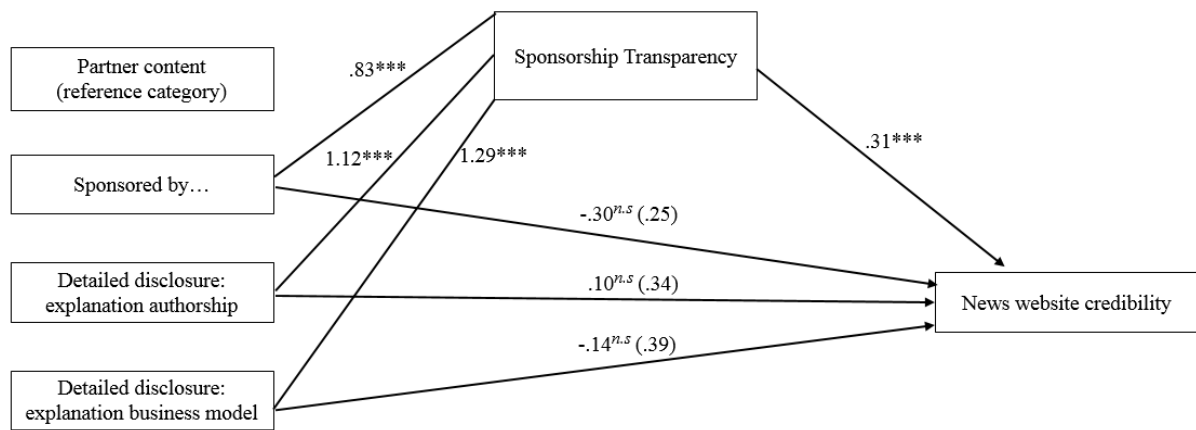 Partner content
(reference category)
Sponsorship Transparency
.83***
Sponsored by…
1.12***
1.29***
.31***
-.30n.s (.25)
Detailed disclosure:
explanation authorship
.10n.s (.34)
News website credibility
-.14n.s (.39)
Detailed disclosure:
explanation business model